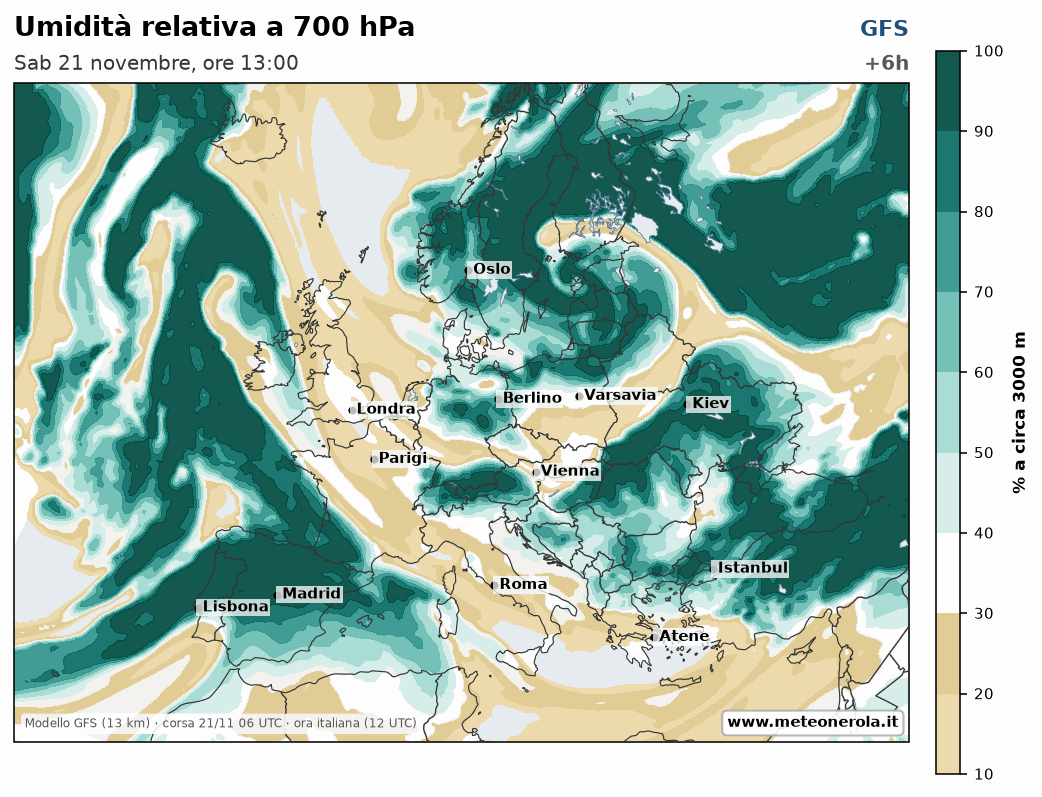 Umidità relativa a 700 hPa
GFS
Sab 21 novembre, ore 13:00
+6h
100
90
80
70
60
50
40
30
20
10
% a circa 3000 m
Oslo
Berlino
Varsavia
Kiev
Londra
Parigi
Vienna
Istanbul
Roma
Madrid
Lisbona
Atene
Modello GFS (13 km) · corsa 21/11 06 UTC · ora italiana (12 UTC)
www.meteonerola.it